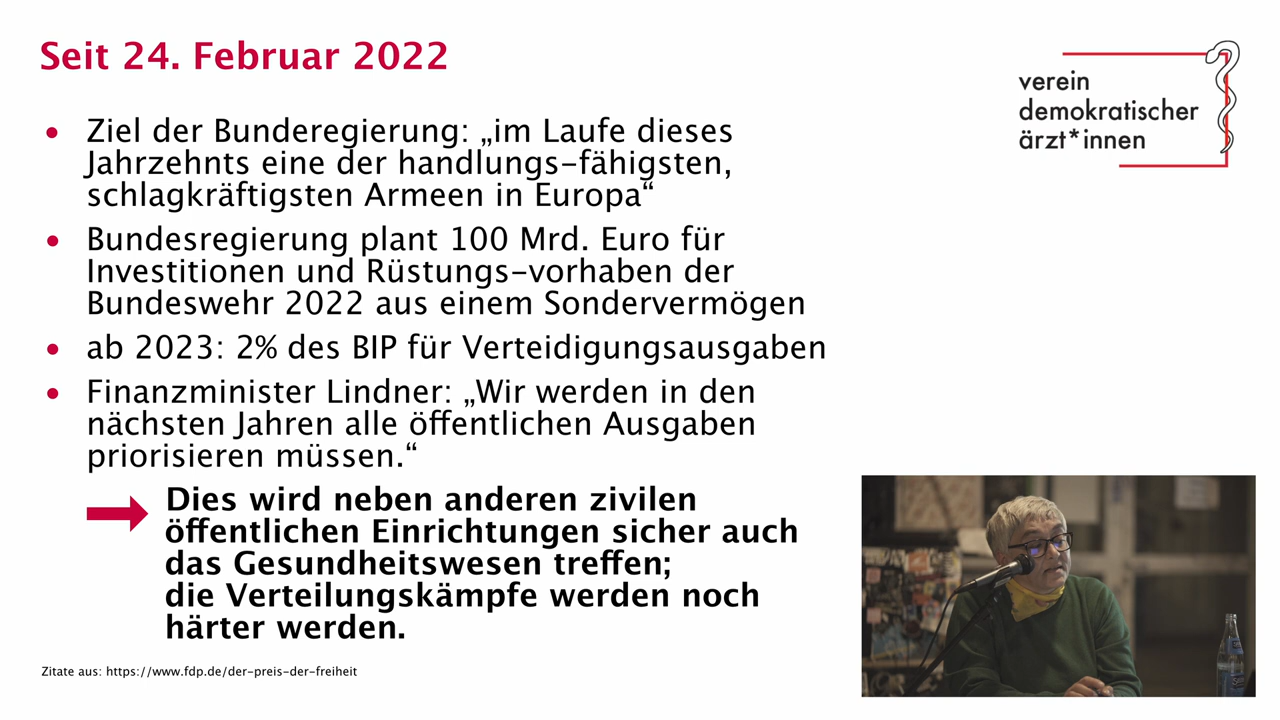 Seit 24. Februar 2022
verein
demokratischer
ärzt*innen
• Ziel der Bunderegierung: „im Laufe dieses
Jahrzehnts eine der handlungs-fähigsten,
schlagkräftigsten Armeen in Europa“
• Bundesregierung plant 100 Mrd. Euro für
Investitionen und Rüstungs-vorhaben der
Bundeswehr 2022 aus einem Sondervermögen
• ab 2023: 2% des BIP für Verteidigungsausgaben
• Finanzminister Lindner: „Wir werden in den
nächsten Jahren alle öffentlichen Ausgaben
priorisieren müssen.“
Dies wird neben anderen zivilen
öffentlichen Einrichtungen sicher auch
das Gesundheitswesen treffen;
die Verteilungskämpfe werden noch
härter werden.
Zitate aus: https://www.fdp.de/der-preis-der-freiheit